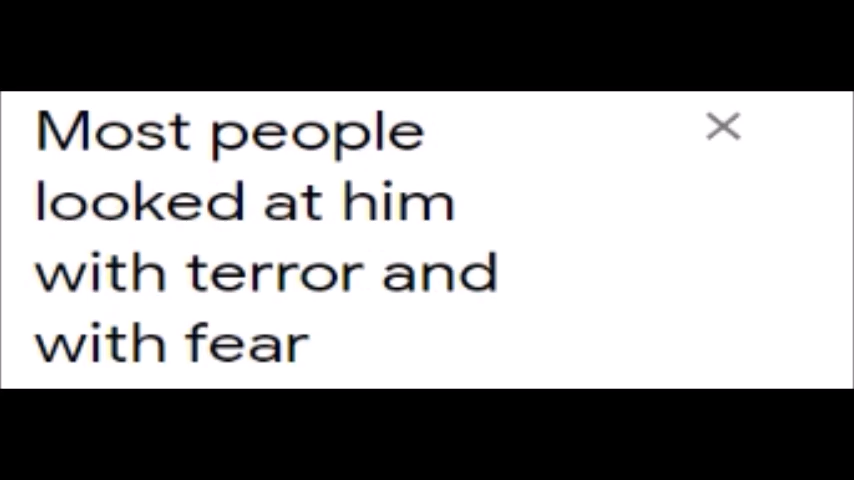 Most people
looked at him
with terror and
with fear